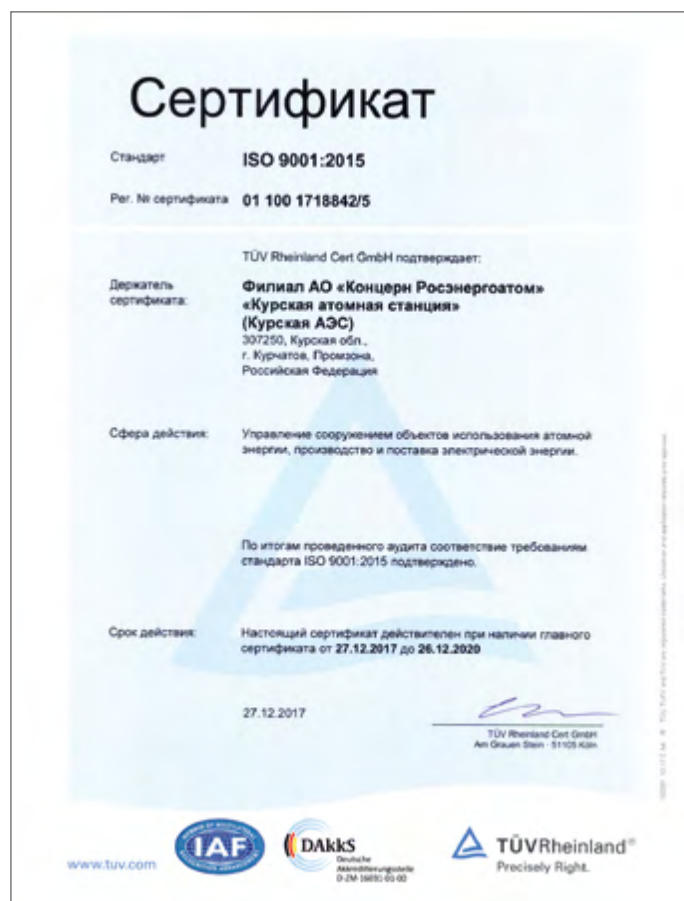 Сертификат
Стандарт ISO 9001:2015
Рег. № сертификата 01 100 1718842/5
TÜV Rheinland Cert GmbH подтверждает:
Держатель сертификата: Филиал АО «Концерн Росэнергоатом»
«Курская атомная станция»
(Курская АЭС)
307250, Курская обл.,
г. Курчатов, Промзона,
Российская Федерация
Сфера действия: Управление сооружением объектов использования атомной
энергии, производство и поставка электрической энергии.
По итогам проведенного аудита соответствие требованиям
стандарта ISO 9001:2015 подтверждено.
Срок действия: Настоящий сертификат действителен при наличии главного
сертификата от 27.12.2017 до 26.12.2020
27.12.2017
TÜV Rheinland Cert GmbH
Am Grauen Stein · 51105 Köln
www.tuv.com
IAF
DAkkS
Deutsche
Akkreditierungsstelle
D-ZM-16031-01-00
TÜVRheinland®
Precisely Right.